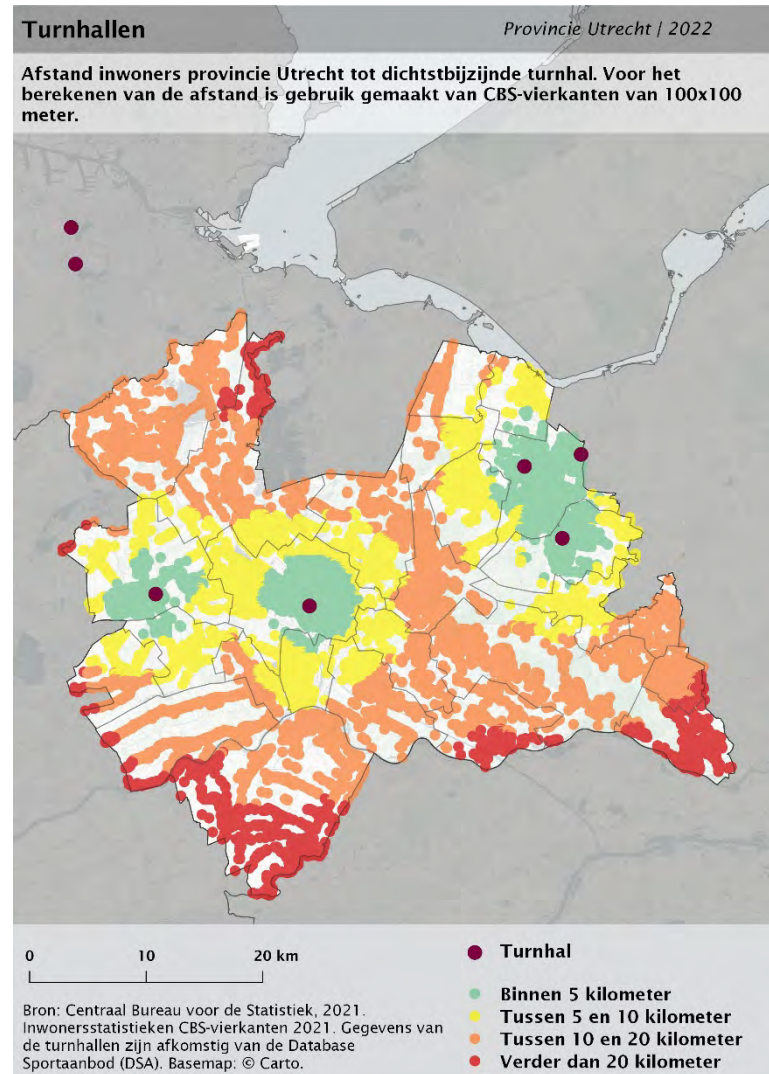 Turnhallen
Provincie Utrecht | 2022
Afstand inwoners provincie Utrecht tot dichtstbijzijnde turnhal. Voor het
berekenen van de afstand is gebruik gemaakt van CBS-vierkanten van 100x100
meter.
0 10 20 km
Bron: Centraal Bureau voor de Statistiek, 2021.
Inwonersstatistieken CBS-vierkanten 2021. Gegevens van
de turnhallen zijn afkomstig van de Database
Sportaanbod (DSA). Basemap: © Carto.
Turnhal
Binnen 5 kilometer
Tussen 5 en 10 kilometer
Tussen 10 en 20 kilometer
Verder dan 20 kilometer